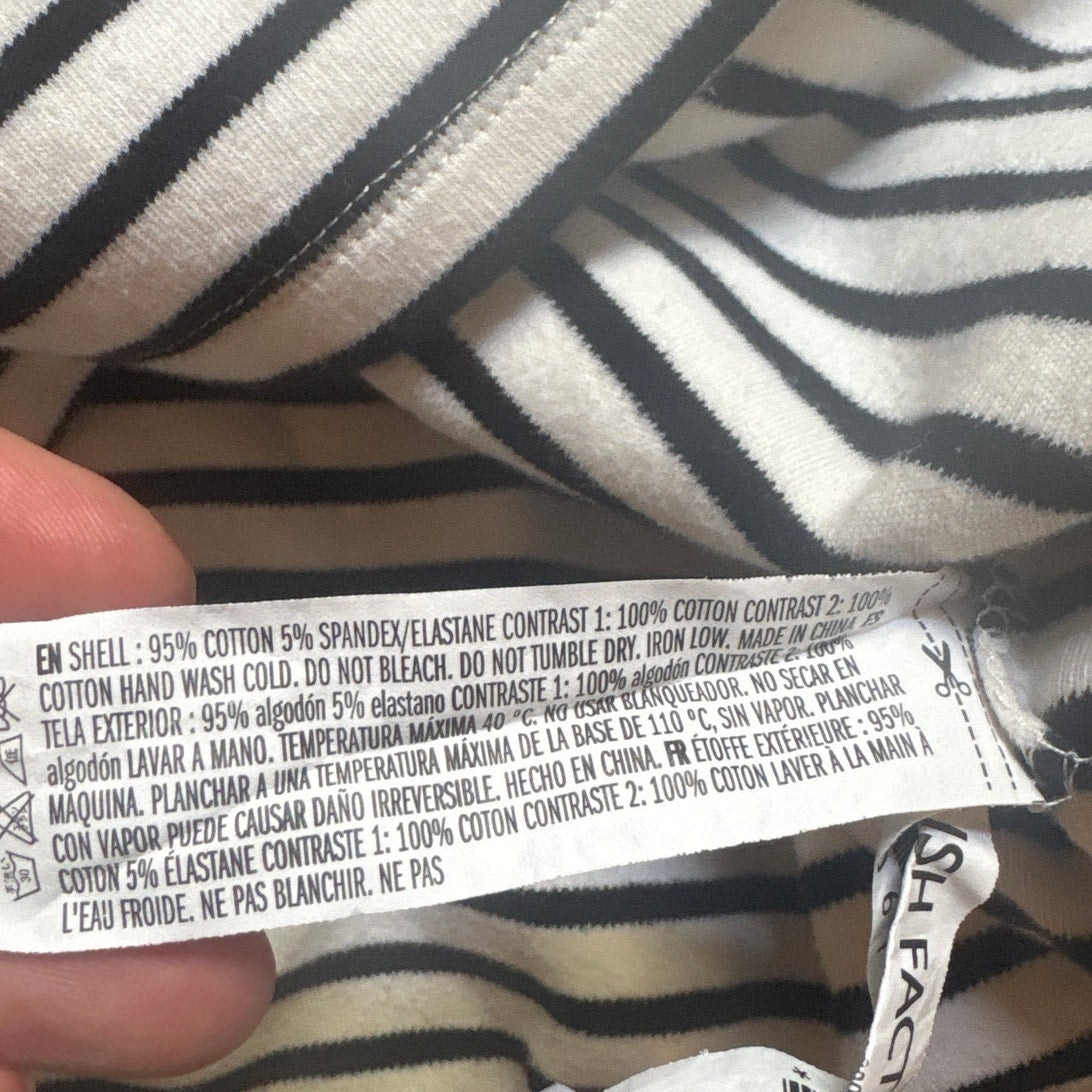 EN SHELL : 95% COTTON 5% SPANDEX/ELASTANE CONTRAST 1: 100% COTTON CONTRAST 2: 100%
COTTON HAND WASH COLD. DO NOT BLEACH. DO NOT TUMBLE DRY. IRON LOW. MADE IN CHINA ES
TELA EXTERIOR : 95% algodón 5% elastano CONTRASTE 1: 100% algodón CONTRASTE 2: 100%
algodón LAVAR A MANO. TEMPERATURA MÁXIMA 40 °C. NO USAR BLANQUEADOR. NO SECAR EN
MÁQUINA. PLANCHAR A UNA TEMPERATURA MÁXIMA DE LA BASE DE 110 °C, SIN VAPOR. PLANCHAR
CON VAPOR PUEDE CAUSAR DAÑO IRREVERSIBLE. HECHO EN CHINA. FR ÉTOFFE EXTÉRIEURE : 95%
COTON 5% ÉLASTANE CONTRASTE 1: 100% COTON CONTRASTE 2: 100% COTON LAVER À LA MAIN À
L'EAU FROIDE. NE PAS BLANCHIR. NE PAS
30
SH FACT